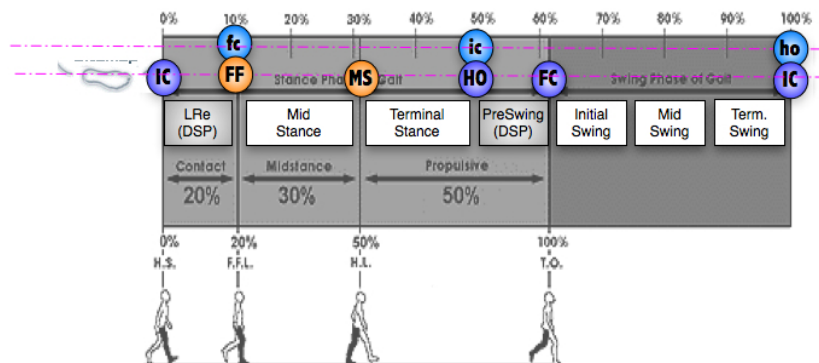 0% 10% 20% 30% 40% 50% 60% 70% 80% 90% 100%
fc ic ho
IC FF Stance Pha MS Gait HO FC Swing Phase of Gait IC
LRe (DSP) Mid Stance Terminal Stance PreSwing (DSP) Initial Swing Mid Swing Term. Swing
Contact Midstance Propulsive
20% 30% 50%
0% 20% 50% 100%
H.S. F.F.L. H.L. T.O.